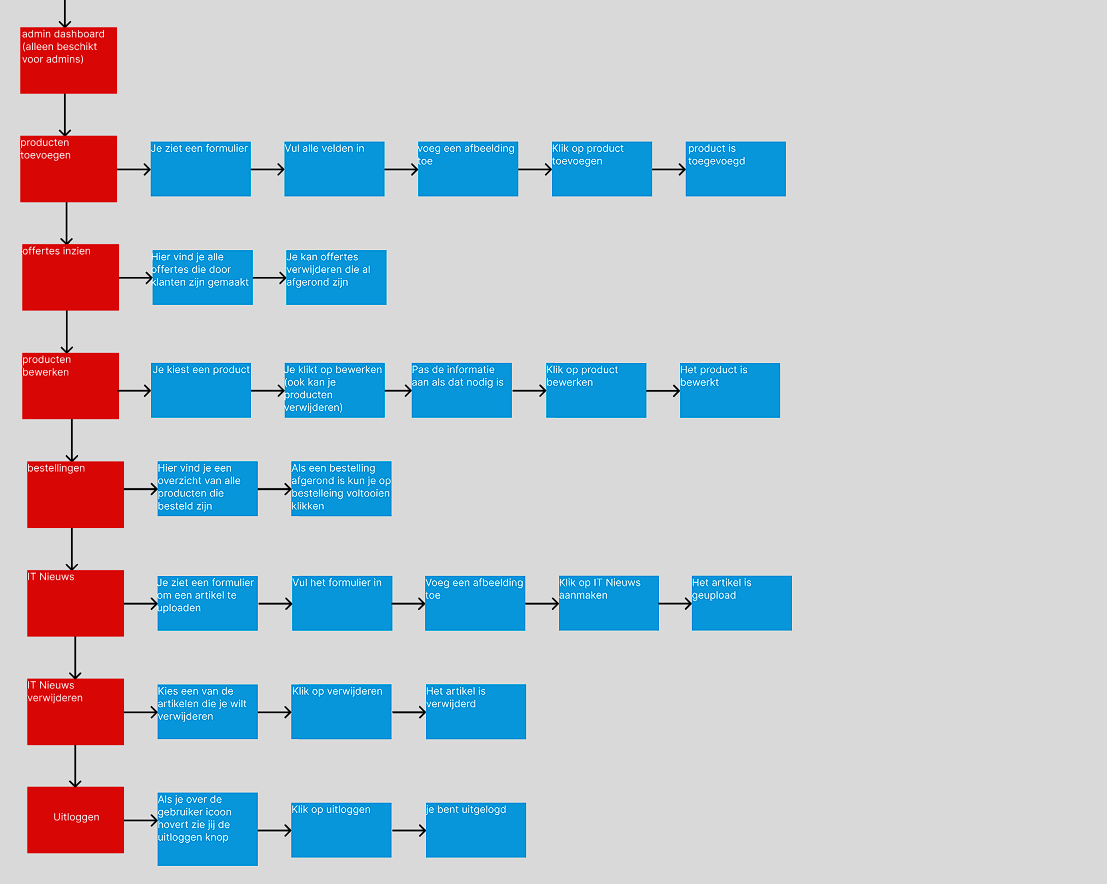 admin dashboard
(alleen beschikt
voor admins)
producten
toevoegen
Je ziet een formulier
Vul alle velden in
voeg een afbeelding
toe
Klik op product
toevoegen
product is
toegevoegd
offertes inzien
Hier vind je alle
offertes die door
klanten zijn gemaakt
Je kan offertes
verwijderen die al
afgerond zijn
producten
bewerken
Je kiest een product
Je klikt op bewerken
(ook kan je
producten
verwijderen)
Pas de informatie
aan als dat nodig is
Klik op product
bewerken
Het product is
bewerkt
bestellingen
Hier vind je een
overzicht van alle
producten die
besteld zijn
Als een bestelling
afgerond is kun je op
bestelleing voltooien
klikken
IT Nieuws
Je ziet een formulier
om een artikel te
uploaden
Vul het formulier in
Voeg een afbeelding
toe
Klik op IT Nieuws
aanmaken
Het artikel is
geupload
IT Nieuws
verwijderen
Kies een van de
artikelen die je wilt
verwijderen
Klik op verwijderen
Het artikel is
verwijderd
Uitloggen
Als je over de
gebruiker icoon
hovert zie jij de
uitloggen knop
Klik op uitloggen
je bent uitgelogd